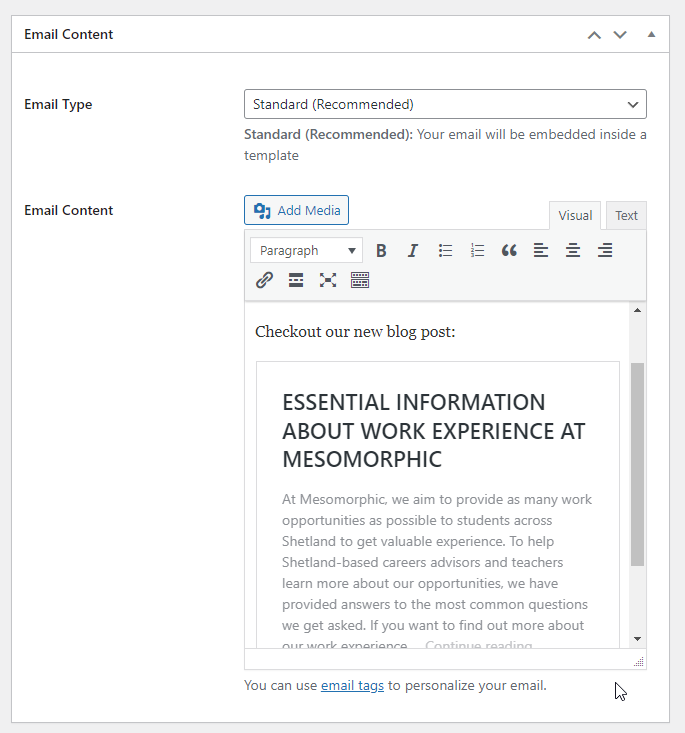 Email Content
Email Type
Standard (Recommended)
Standard (Recommended): Your email will be embedded inside a
template
Email Content
Add Media
Visual
Text
Paragraph
B
I
Checkout our new blog post:
ESSENTIAL INFORMATION
ABOUT WORK EXPERIENCE AT
MESOMORPHIC
At Mesomorphic, we aim to provide as many work
opportunities as possible to students across
Shetland to get valuable experience. To help
Shetland-based careers advisors and teachers
learn more about our opportunities, we have
provided answers to the most common questions
we get asked. If you want to find out more about
our work experience… Continue reading
You can use email tags to personalize your email.